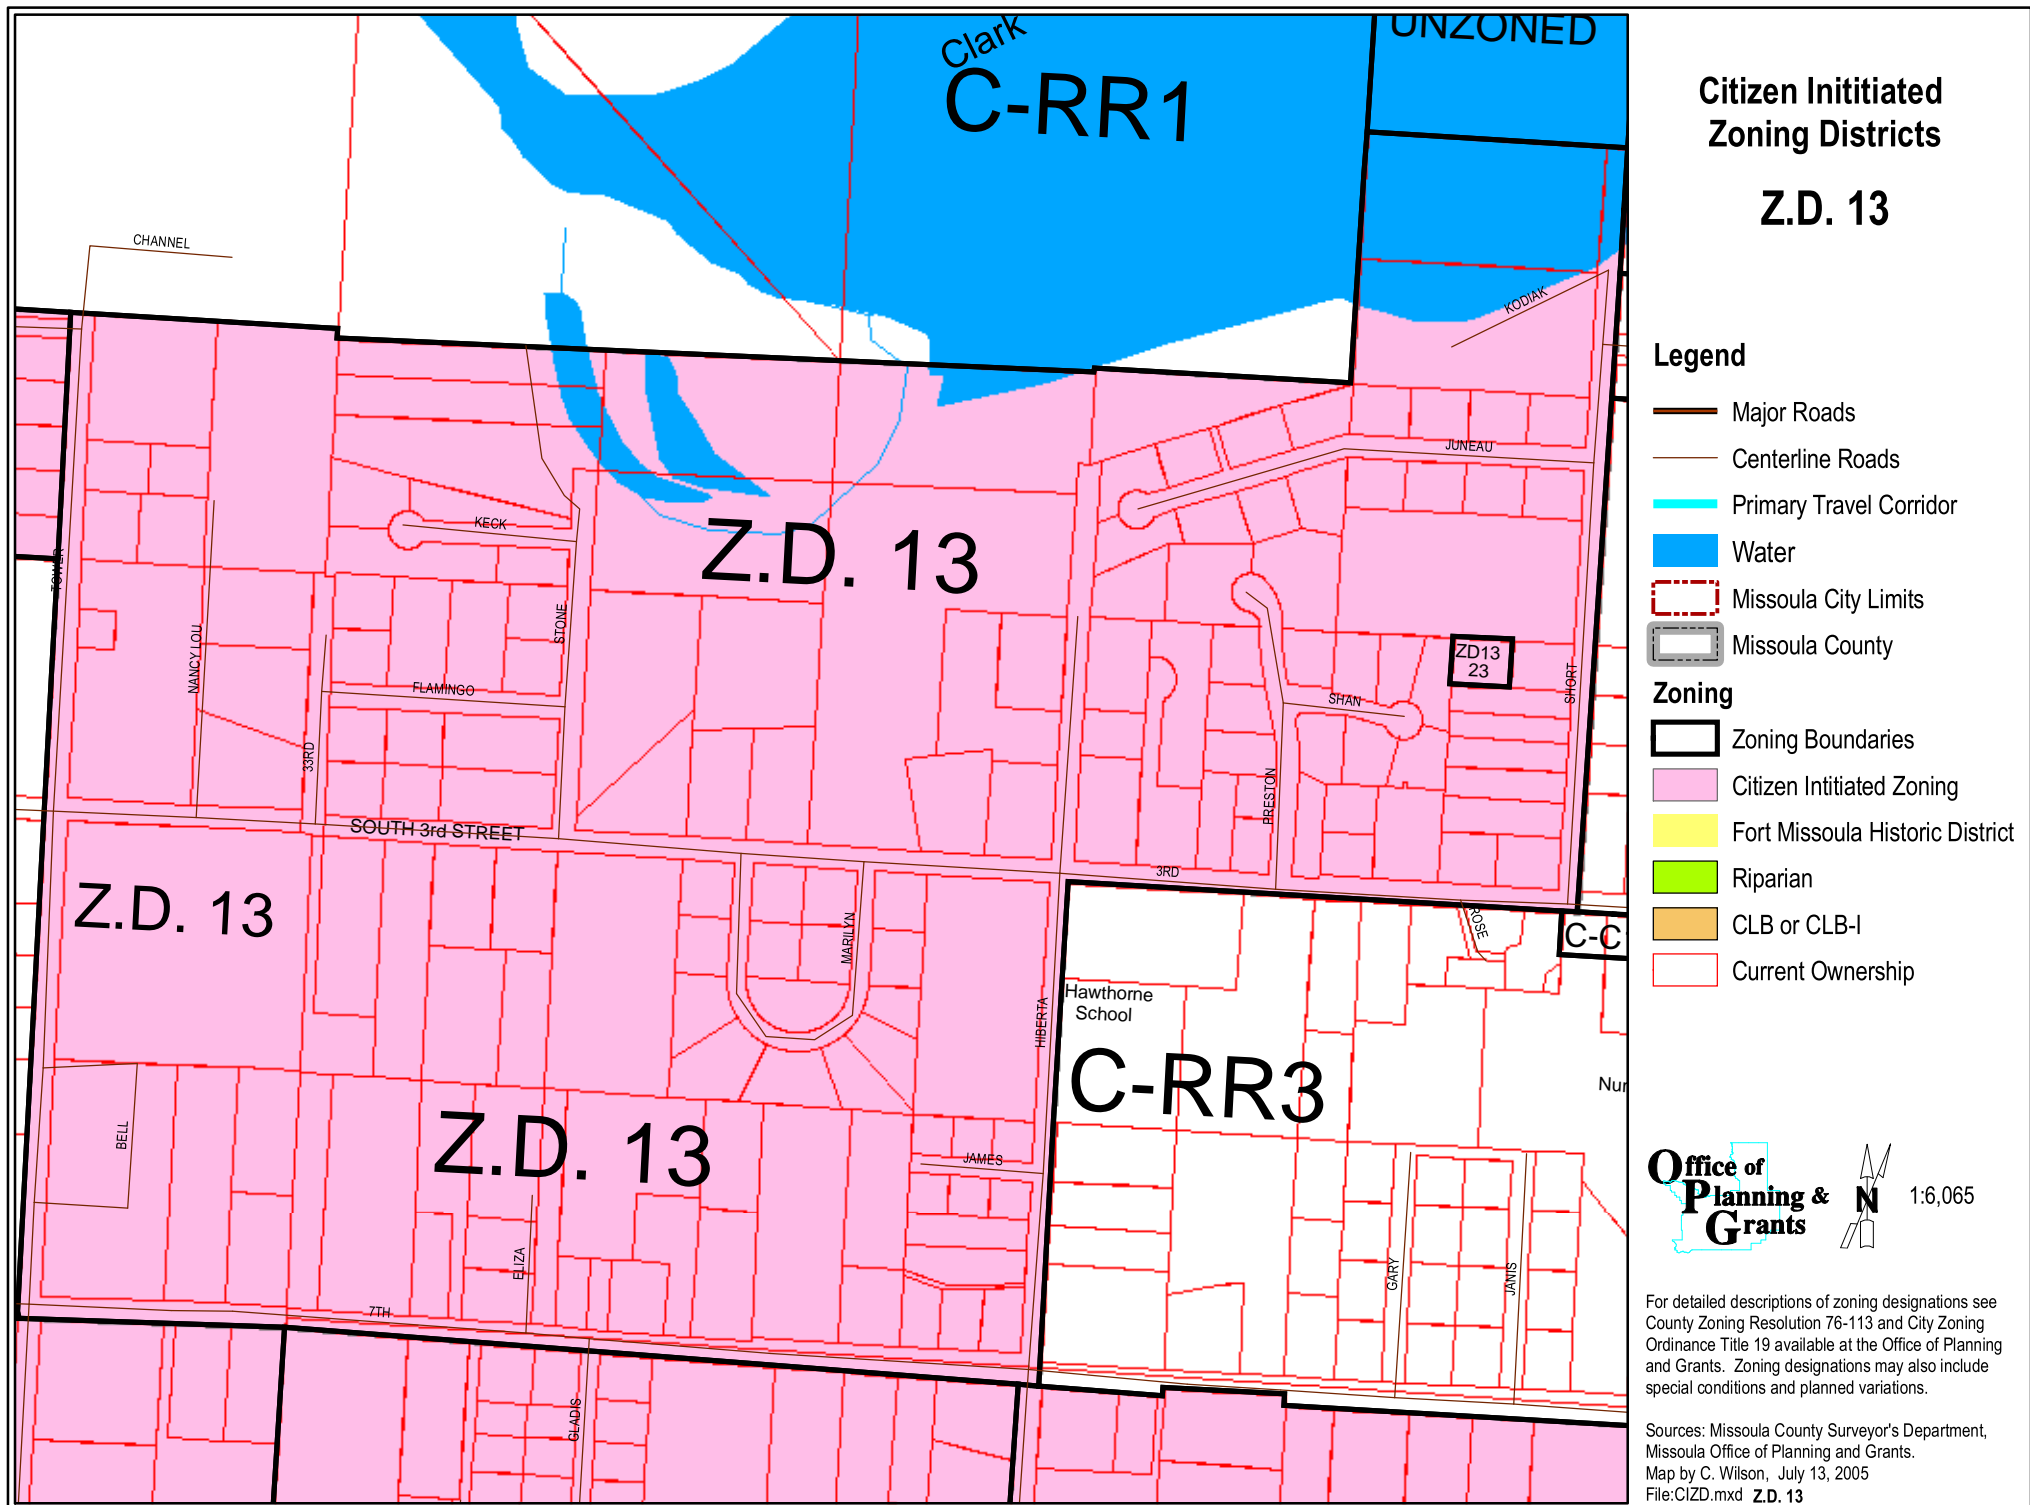 Clark
C-RR1
UNZONED
CHANNEL
KODIAK
JUNEAU
KECK
TOWER
Z.D. 13
STONE
NANCY LOU
FLAMINGO
33RD
ZD13
23
SHORT
SHAN
PRESTON
SOUTH 3rd STREET
3RD
Z.D. 13
MARILYN
ROSE
C-C
HIBERTA
Hawthorne
School
C-RR3
Nur
BELL
Z.D. 13
JAMES
ELIZA
GARY
JANIS
7TH
GLADIS
Citizen Inititiated
Zoning Districts
Z.D. 13
Legend
Major Roads
Centerline Roads
Primary Travel Corridor
Water
Missoula City Limits
Missoula County
Zoning
Zoning Boundaries
Citizen Intitiated Zoning
Fort Missoula Historic District
Riparian
CLB or CLB-I
Current Ownership
Office of
Planning &
Grants
N
1:6,065
For detailed descriptions of zoning designations see
County Zoning Resolution 76-113 and City Zoning
Ordinance Title 19 available at the Office of Planning
and Grants. Zoning designations may also include
special conditions and planned variations.
Sources: Missoula County Surveyor's Department,
Missoula Office of Planning and Grants.
Map by C. Wilson, July 13, 2005
File:CIZD.mxd Z.D. 13